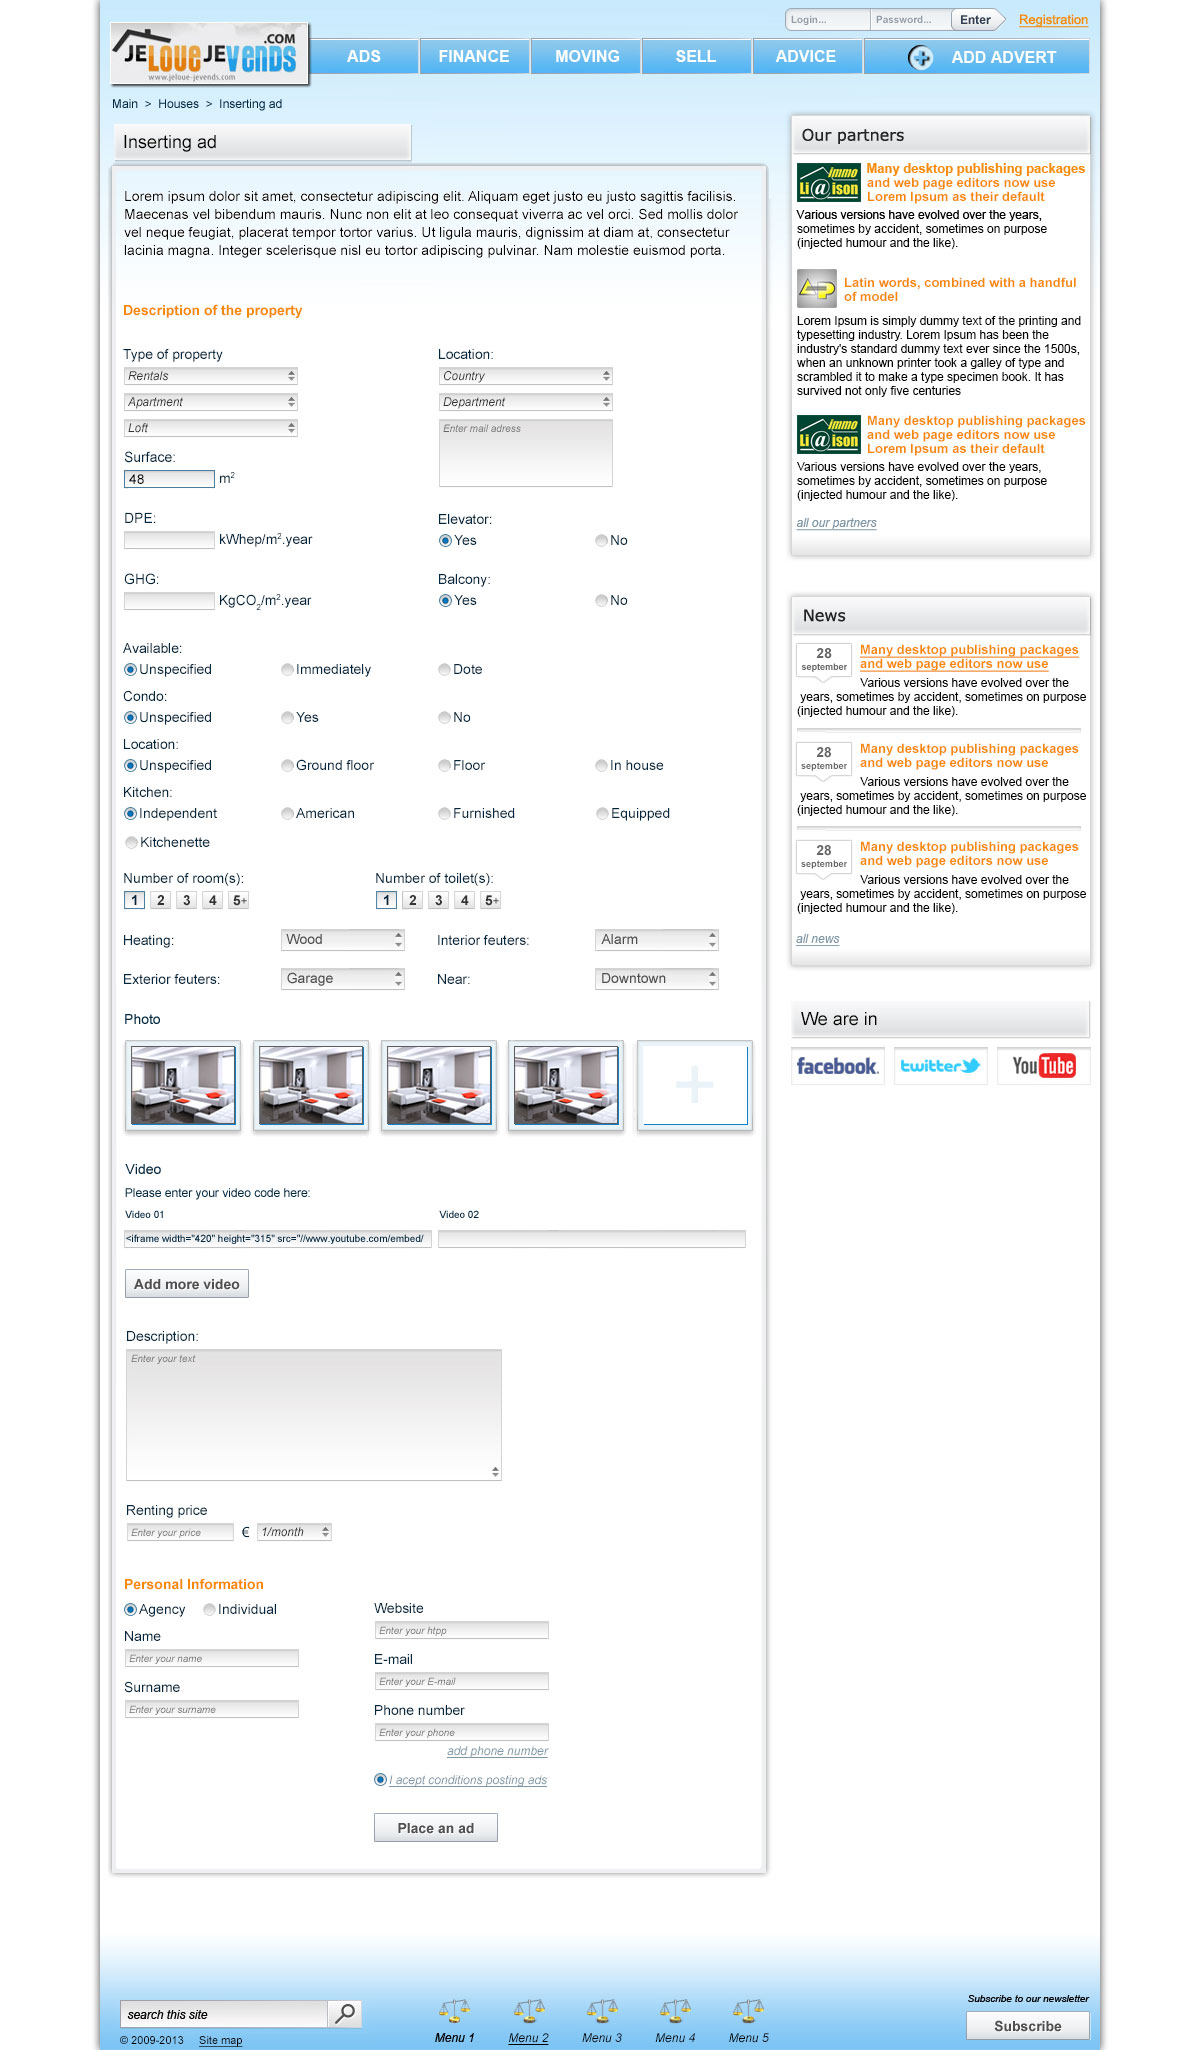 Login...
Password...
Enter
Registration
JELOUEJEVENDS.COM
www.jeloue-jevends.com
ADS
FINANCE
MOVING
SELL
ADVICE
ADD ADVERT
Main > Houses > Inserting ad
Inserting ad
Lorem ipsum dolor sit amet, consectetur adipiscing elit. Aliquam eget justo eu justo sagittis facilisis.
Maecenas vel bibendum mauris. Nunc non elit at leo consequat viverra ac vel orci. Sed mollis dolor
vel neque feugiat, placerat tempor tortor varius. Ut ligula mauris, dignissim at diam at, consectetur
lacinia magna. Integer scelerisque nisl eu tortor adipiscing pulvinar. Nam molestie euismod porta.
Description of the property
Type of property
Rentals
Apartment
Loft
Surface:
48 m²
Location:
Country
Department
Enter mail adress
DPE:
kWhep/m².year
Elevator:
Yes
No
GHG:
KgCO₂/m².year
Balcony:
Yes
No
Available:
Unspecified
Immediately
Dote
Condo:
Unspecified
Yes
No
Location:
Unspecified
Ground floor
Floor
In house
Kitchen:
Independent
American
Furnished
Equipped
Kitchenette
Number of room(s):
1 2 3 4 5+
Number of toilet(s):
1 2 3 4 5+
Heating:
Wood
Interior feuters:
Alarm
Exterior feuters:
Garage
Near:
Downtown
Photo
Video
Please enter your video code here:
Video 01
<iframe width="420" height="315" src="//www.youtube.com/embed/
Video 02
Add more video
Description:
Enter your text
Renting price
Enter your price
€
1/month
Personal Information
Agency
Individual
Name
Enter your name
Surname
Enter your surname
Website
Enter your htpp
E-mail
Enter your E-mail
Phone number
Enter your phone
add phone number
I acept conditions posting ads
Place an ad
Our partners
immo
Li@ison
Many desktop publishing packages
and web page editors now use
Lorem Ipsum as their default
Various versions have evolved over the years,
sometimes by accident, sometimes on purpose
(injected humour and the like).
AP
Latin words, combined with a handful
of model
Lorem Ipsum is simply dummy text of the printing and
typesetting industry. Lorem Ipsum has been the
industry's standard dummy text ever since the 1500s,
when an unknown printer took a galley of type and
scrambled it to make a type specimen book. It has
survived not only five centuries
immo
Li@ison
Many desktop publishing packages
and web page editors now use
Lorem Ipsum as their default
Various versions have evolved over the years,
sometimes by accident, sometimes on purpose
(injected humour and the like).
all our partners
News
28
september
Many desktop publishing packages
and web page editors now use
Various versions have evolved over the
years, sometimes by accident, sometimes on purpose
(injected humour and the like).
28
september
Many desktop publishing packages
and web page editors now use
Various versions have evolved over the
years, sometimes by accident, sometimes on purpose
(injected humour and the like).
28
september
Many desktop publishing packages
and web page editors now use
Various versions have evolved over the
years, sometimes by accident, sometimes on purpose
(injected humour and the like).
all news
We are in
facebook.
twitter
YouTube
search this site
© 2009-2013
Site map
Menu 1
Menu 2
Menu 3
Menu 4
Menu 5
Subscribe to our newsletter
Subscribe